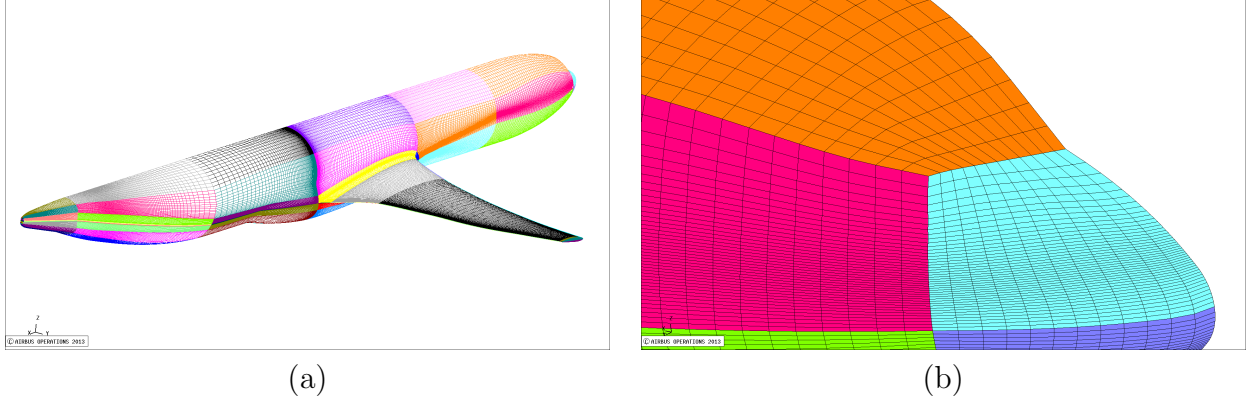 Z
X Y
© AIRBUS OPERATIONS 2013
© AIRBUS OPERATIONS 2013
(a)
(b)